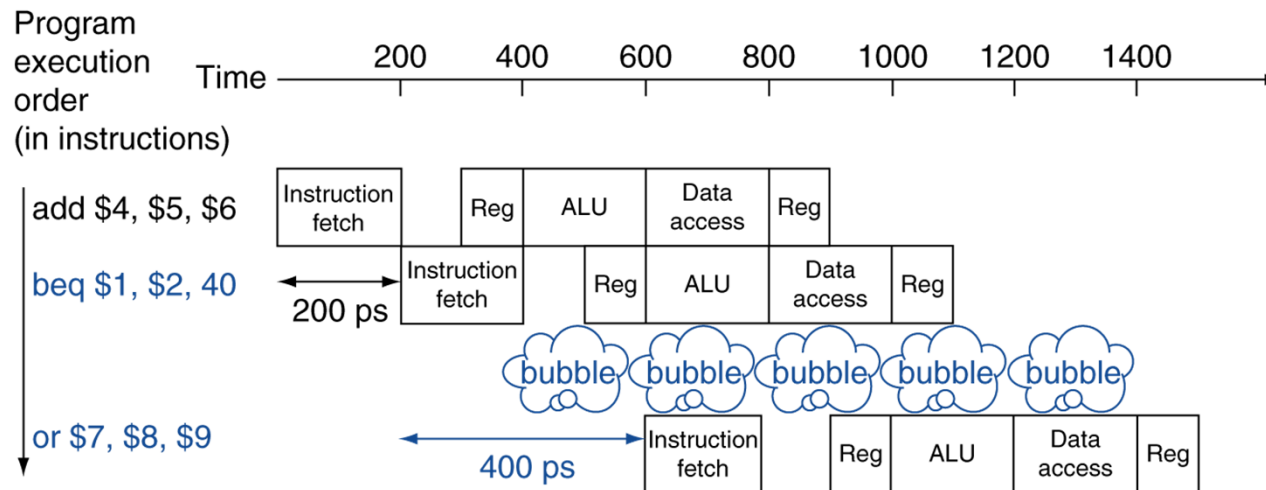 Program
execution
order
(in instructions)
Time
200 400 600 800 1000 1200 1400
add $4, $5, $6
Instruction
fetch
Reg
ALU
Data
access
Reg
beq $1, $2, 40
200 ps
Instruction
fetch
Reg
ALU
Data
access
Reg
bubble bubble bubble bubble bubble
or $7, $8, $9
400 ps
Instruction
fetch
Reg
ALU
Data
access
Reg